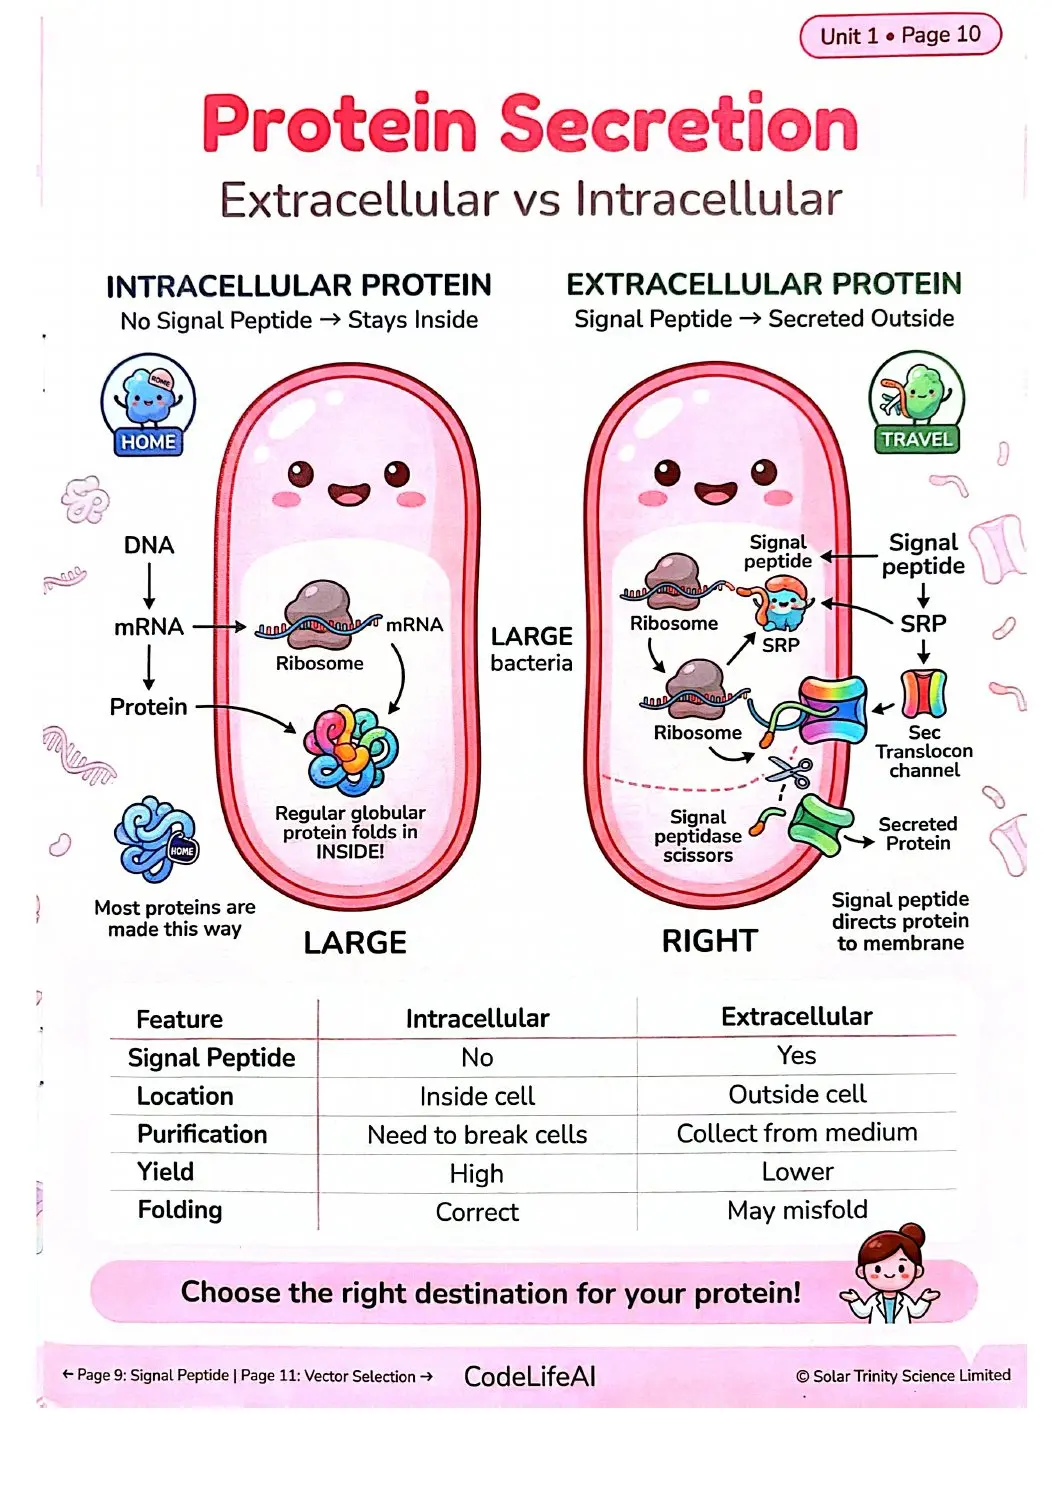 Unit 1 • Page 10
Protein Secretion
Extracellular vs Intracellular
INTRACELLULAR PROTEIN
No Signal Peptide → Stays Inside
EXTRACELLULAR PROTEIN
Signal Peptide → Secreted Outside
HOME
HOME
TRAVEL
DNA
mRNA
Protein
mRNA
Ribosome
Regular globular
protein folds in
INSIDE!
HOME
Most proteins are
made this way
LARGE
LARGE
bacteria
Signal
peptide
Ribosome
SRP
Ribosome
Signal
peptidase
scissors
Signal
peptide
SRP
Sec
Translocon
channel
Secreted
Protein
Signal peptide
directs protein
to membrane
RIGHT
Feature Intracellular Extracellular
Signal Peptide No Yes
Location Inside cell Outside cell
Purification Need to break cells Collect from medium
Yield High Lower
Folding Correct May misfold
Choose the right destination for your protein!
← Page 9: Signal Peptide | Page 11: Vector Selection →
CodeLifeAI
© Solar Trinity Science Limited